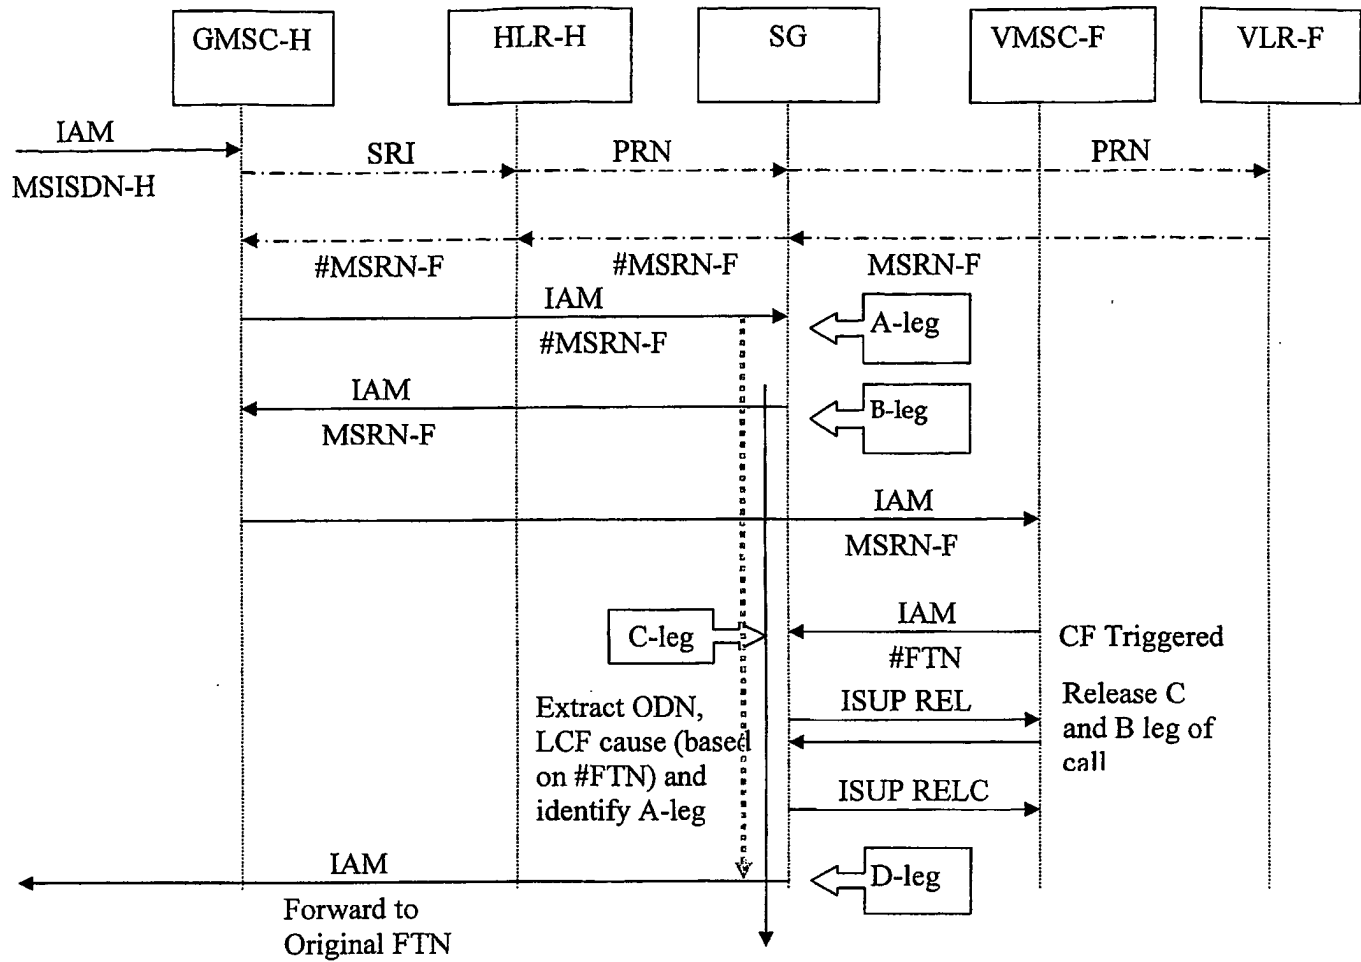 GMSC-H
HLR-H
SG
VMSC-F
VLR-F
IAM
MSISDN-H
SRI
PRN
PRN
#MSRN-F
#MSRN-F
MSRN-F
IAM
#MSRN-F
A-leg
IAM
MSRN-F
B-leg
IAM
MSRN-F
C-leg
IAM
#FTN
CF Triggered
Extract ODN,
LCF cause (based
on #FTN) and
identify A-leg
ISUP REL
Release C
and B leg of
call
ISUP RELC
IAM
Forward to
Original FTN
D-leg